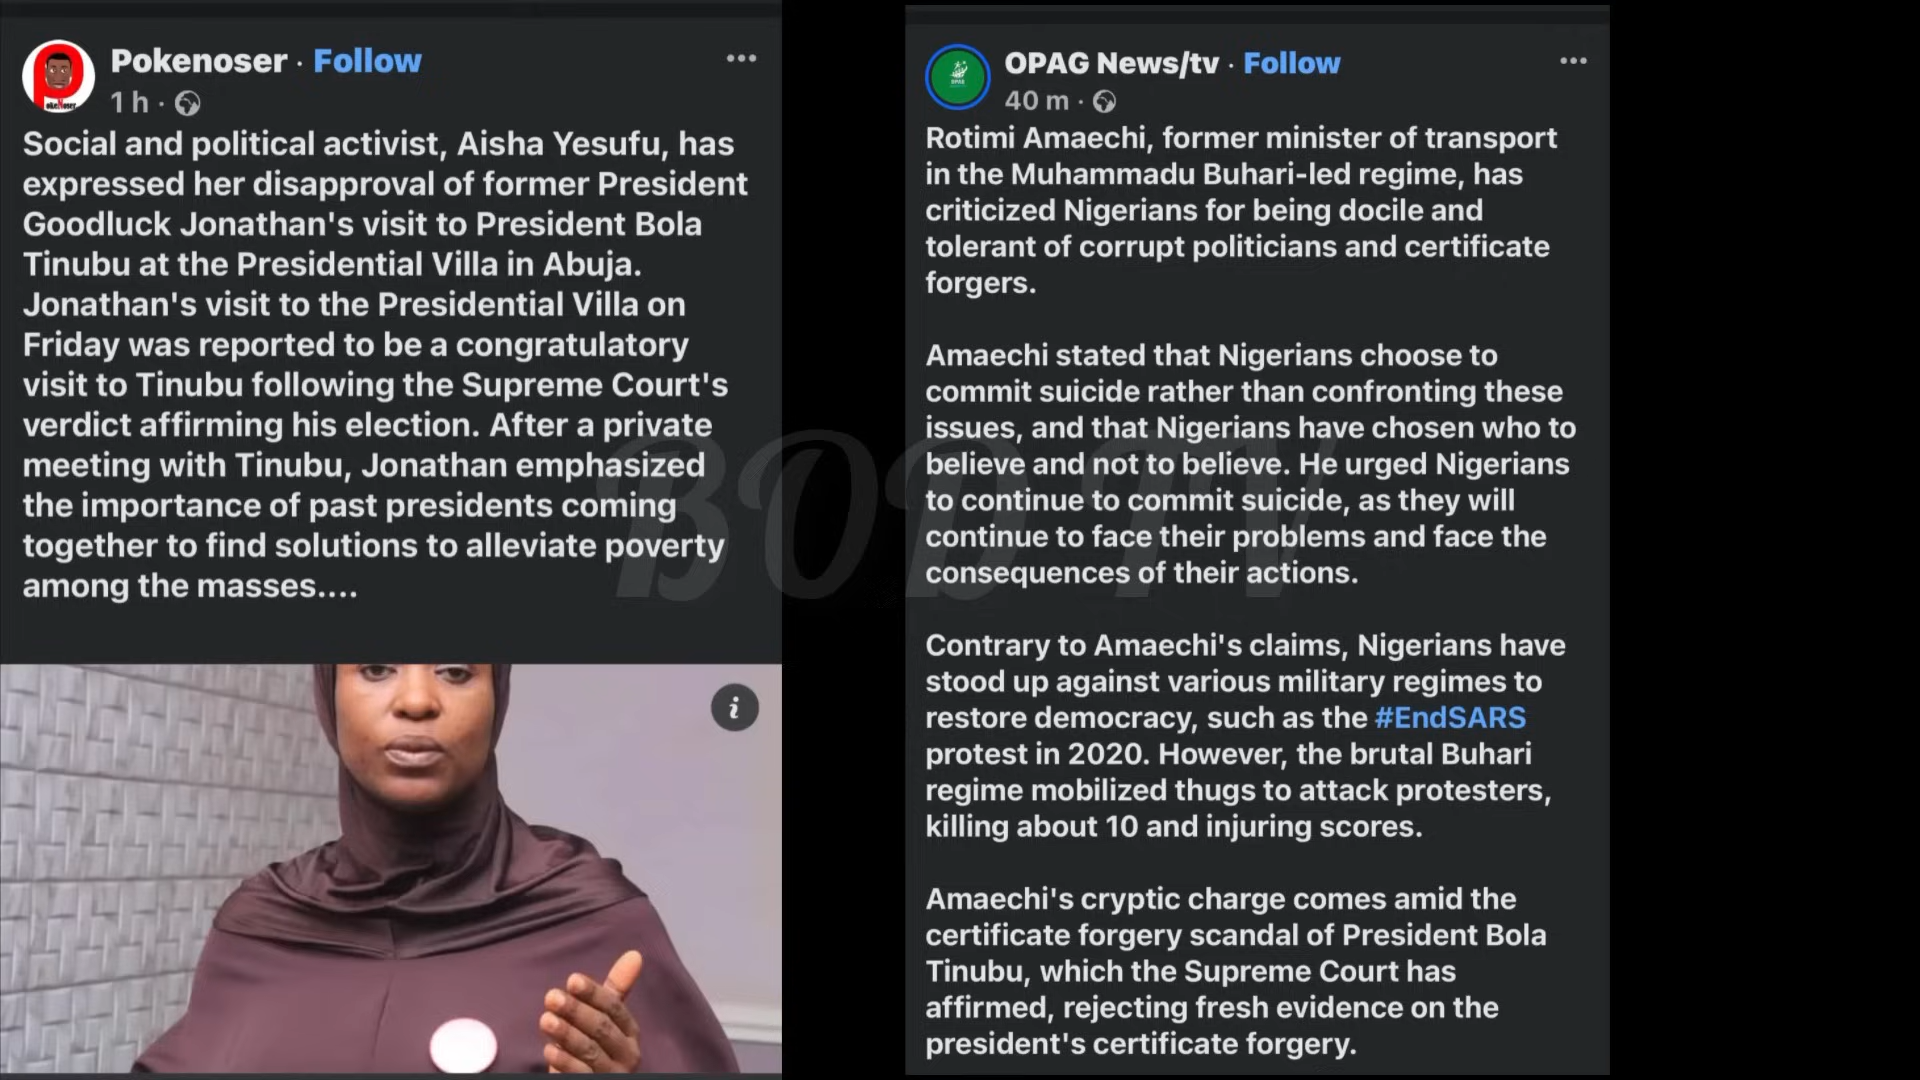 Pokenoser · Follow
1 h ·
Social and political activist, Aisha Yesufu, has
expressed her disapproval of former President
Goodluck Jonathan's visit to President Bola
Tinubu at the Presidential Villa in Abuja.
Jonathan's visit to the Presidential Villa on
Friday was reported to be a congratulatory
visit to Tinubu following the Supreme Court's
verdict affirming his election. After a private
meeting with Tinubu, Jonathan emphasized
the importance of past presidents coming
together to find solutions to alleviate poverty
among the masses....
OPAG News/tv · Follow
40 m ·
Rotimi Amaechi, former minister of transport
in the Muhammadu Buhari-led regime, has
criticized Nigerians for being docile and
tolerant of corrupt politicians and certificate
forgers.
Amaechi stated that Nigerians choose to
commit suicide rather than confronting these
issues, and that Nigerians have chosen who to
believe and not to believe. He urged Nigerians
to continue to commit suicide, as they will
continue to face their problems and face the
consequences of their actions.
Contrary to Amaechi's claims, Nigerians have
stood up against various military regimes to
restore democracy, such as the #EndSARS
protest in 2020. However, the brutal Buhari
regime mobilized thugs to attack protesters,
killing about 10 and injuring scores.
Amaechi's cryptic charge comes amid the
certificate forgery scandal of President Bola
Tinubu, which the Supreme Court has
affirmed, rejecting fresh evidence on the
president's certificate forgery.
BOD TV